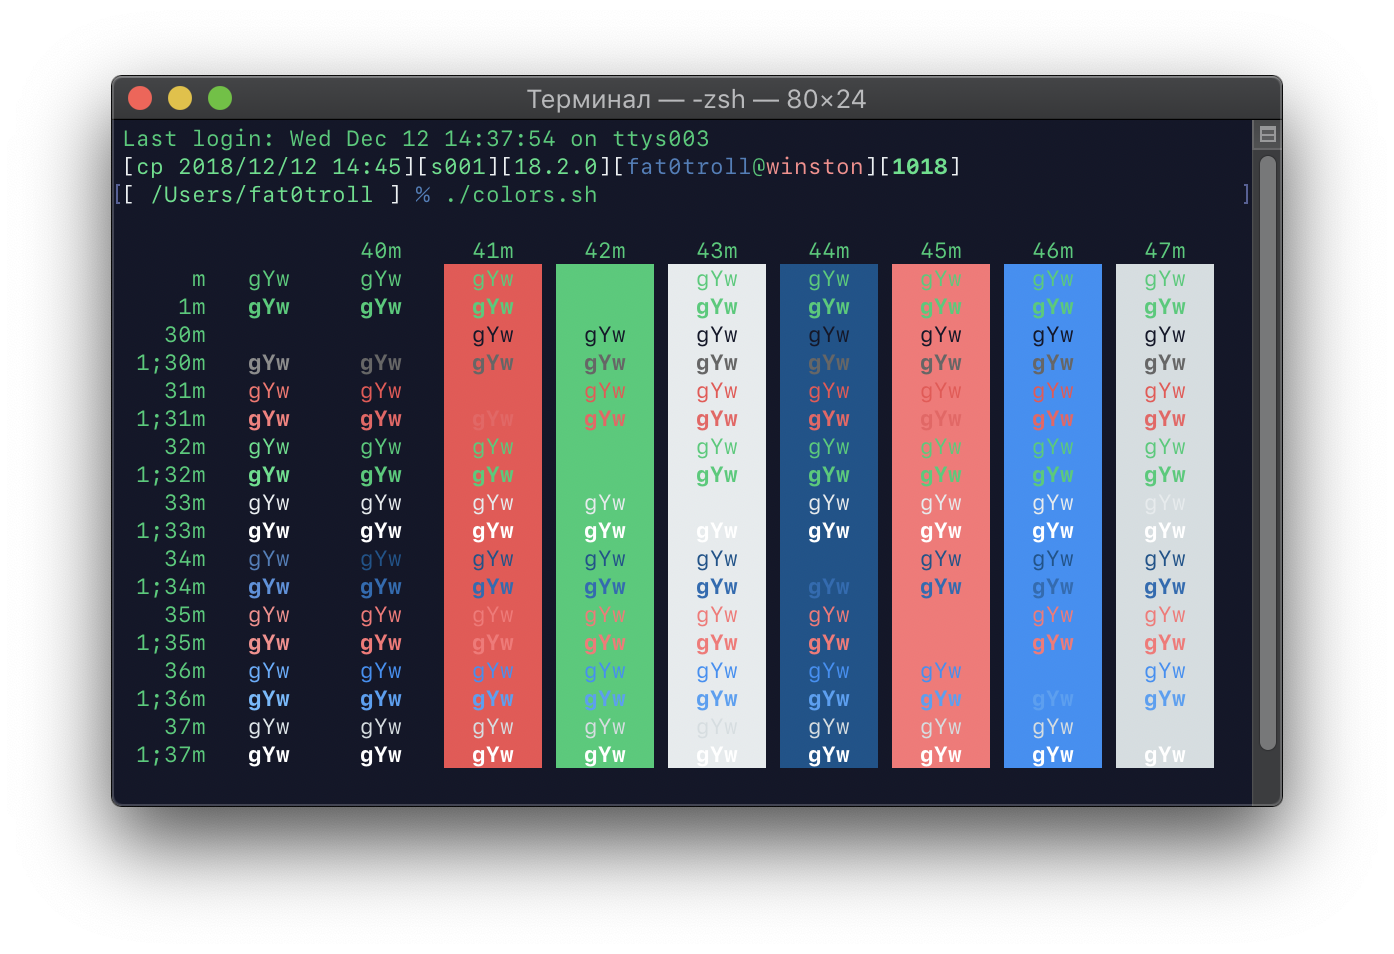 Терминал — -zsh — 80×24
Last login: Wed Dec 12 14:37:54 on ttys003
[ср 2018/12/12 14:45][s001][18.2.0][fat0troll@winston][1018]
[[ /Users/fat0troll ] % ./colors.sh ]
40m 41m 42m 43m 44m 45m 46m 47m
m gYw gYw gYw gYw gYw gYw gYw gYw
1m gYw gYw gYw gYw gYw gYw gYw gYw
30m gYw gYw gYw gYw gYw gYw gYw
1;30m gYw gYw gYw gYw gYw gYw gYw gYw gYw
31m gYw gYw gYw gYw gYw gYw gYw gYw
1;31m gYw gYw gYw gYw gYw gYw gYw gYw gYw
32m gYw gYw gYw gYw gYw gYw gYw gYw
1;32m gYw gYw gYw gYw gYw gYw gYw gYw
33m gYw gYw gYw gYw gYw gYw gYw gYw
1;33m gYw gYw gYw gYw gYw gYw gYw gYw gYw
34m gYw gYw gYw gYw gYw gYw gYw gYw
1;34m gYw gYw gYw gYw gYw gYw gYw gYw gYw
35m gYw gYw gYw gYw gYw gYw gYw gYw
1;35m gYw gYw gYw gYw gYw gYw gYw gYw
36m gYw gYw gYw gYw gYw gYw gYw gYw
1;36m gYw gYw gYw gYw gYw gYw gYw gYw gYw
37m gYw gYw gYw gYw gYw gYw gYw gYw
1;37m gYw gYw gYw gYw gYw gYw gYw gYw gYw